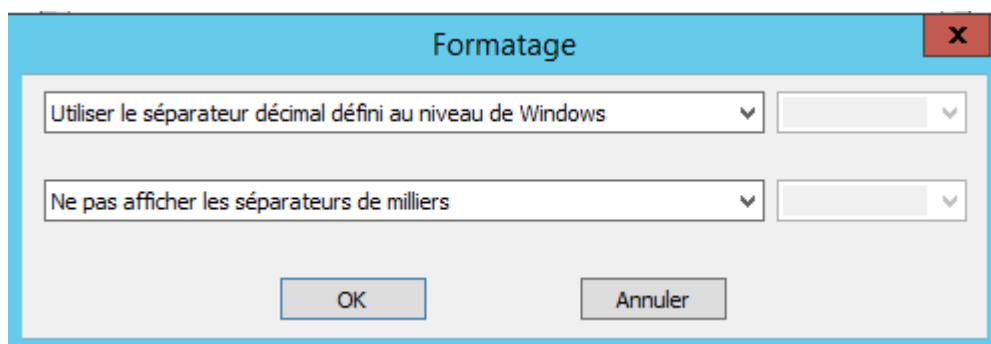 Formatage
x
Utiliser le séparateur décimal défini au niveau de Windows
Ne pas afficher les séparateurs de milliers
OK
Annuler